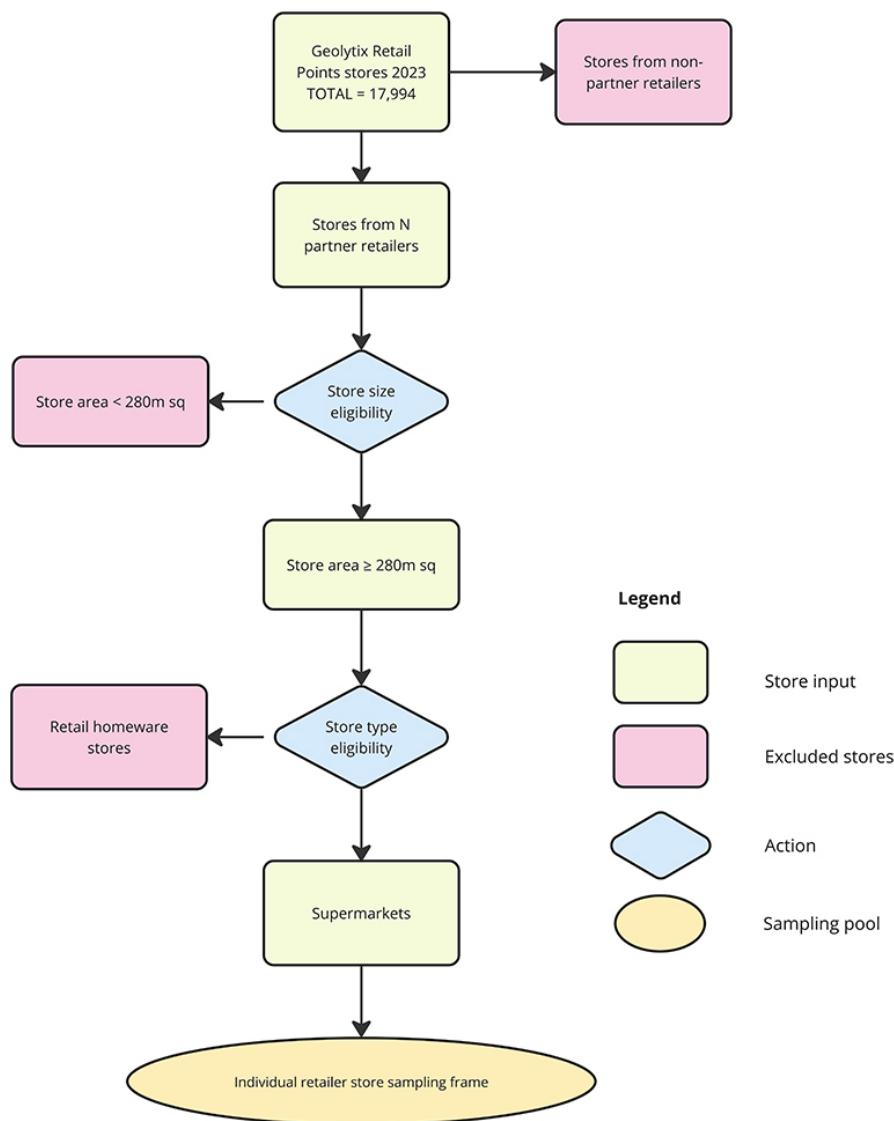 Geolytix Retail
Points stores 2023
TOTAL = 17,994
Stores from non-
partner retailers
Stores from N
partner retailers
Store size
eligibility
Store area < 280m sq
Store area ≥ 280m sq
Store type
eligibility
Retail homeware
stores
Supermarkets
Individual retailer store sampling frame
Legend
Store input
Excluded stores
Action
Sampling pool